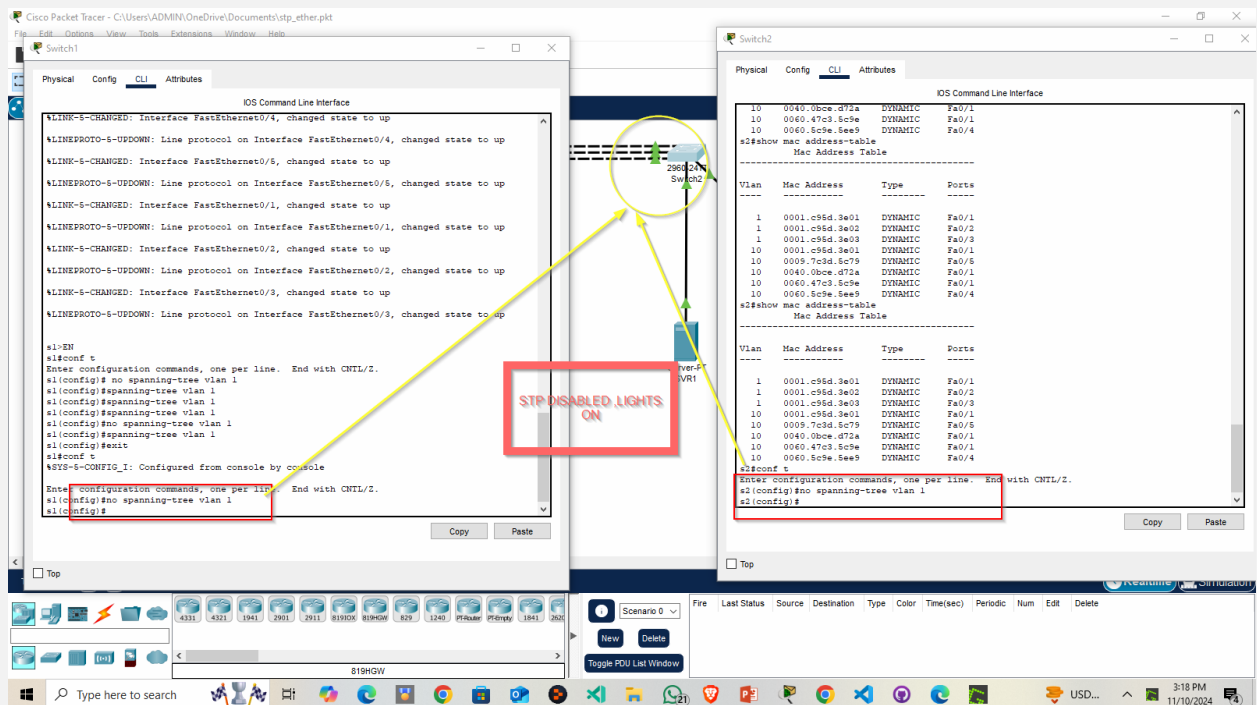 Cisco Packet Tracer - C:\Users\ADMIN\OneDrive\Documents\stp_ether.pkt
File Edit Options View Tools Extensions Window Help
Switch1
Physical Config CLI Attributes
IOS Command Line Interface
%LINK-5-CHANGED: Interface FastEthernet0/4, changed state to up
%LINEPROTO-5-UPDOWN: Line protocol on Interface FastEthernet0/4, changed state to up
%LINK-5-CHANGED: Interface FastEthernet0/5, changed state to up
%LINEPROTO-5-UPDOWN: Line protocol on Interface FastEthernet0/5, changed state to up
%LINK-5-CHANGED: Interface FastEthernet0/1, changed state to up
%LINEPROTO-5-UPDOWN: Line protocol on Interface FastEthernet0/1, changed state to up
%LINK-5-CHANGED: Interface FastEthernet0/2, changed state to up
%LINEPROTO-5-UPDOWN: Line protocol on Interface FastEthernet0/2, changed state to up
%LINK-5-CHANGED: Interface FastEthernet0/3, changed state to up
%LINEPROTO-5-UPDOWN: Line protocol on Interface FastEthernet0/3, changed state to up
s1>EN
s1#conf t
Enter configuration commands, one per line. End with CNTL/Z.
s1(config)# no spanning-tree vlan 1
s1(config)#spanning-tree vlan 1
s1(config)#spanning-tree vlan 1
s1(config)#spanning-tree vlan 1
s1(config)#no spanning-tree vlan 1
s1(config)#spanning-tree vlan 1
s1(config)#exit
s1#conf t
%SYS-5-CONFIG_I: Configured from console by console
Enter configuration commands, one per line. End with CNTL/Z.
s1(config)#no spanning-tree vlan 1
s1(config)#
Copy Paste
Top
Switch2
STP DISABLED ,LIGHTS
ON
Switch2
Physical Config CLI Attributes
IOS Command Line Interface
10 0040.0bce.d72a DYNAMIC Fa0/1
10 0060.47c3.5c9e DYNAMIC Fa0/1
10 0060.5c9e.5ee9 DYNAMIC Fa0/4
s2#show mac address-table
Mac Address Table
-------------------------------------------
Vlan Mac Address Type Ports
---- ----------- -------- -----
1 0001.c95d.3e01 DYNAMIC Fa0/1
1 0001.c95d.3e02 DYNAMIC Fa0/2
1 0001.c95d.3e03 DYNAMIC Fa0/3
10 0001.c95d.3e01 DYNAMIC Fa0/1
10 0009.7c3d.5c79 DYNAMIC Fa0/5
10 0040.0bce.d72a DYNAMIC Fa0/1
10 0060.47c3.5c9e DYNAMIC Fa0/1
10 0060.5c9e.5ee9 DYNAMIC Fa0/4
s2#show mac address-table
Mac Address Table
-------------------------------------------
Vlan Mac Address Type Ports
---- ----------- -------- -----
1 0001.c95d.3e01 DYNAMIC Fa0/1
1 0001.c95d.3e02 DYNAMIC Fa0/2
1 0001.c95d.3e03 DYNAMIC Fa0/3
10 0001.c95d.3e01 DYNAMIC Fa0/1
10 0009.7c3d.5c79 DYNAMIC Fa0/5
10 0040.0bce.d72a DYNAMIC Fa0/1
10 0060.47c3.5c9e DYNAMIC Fa0/1
10 0060.5c9e.5ee9 DYNAMIC Fa0/4
s2#conf t
Enter configuration commands, one per line. End with CNTL/Z.
s2(config)#no spanning-tree vlan 1
s2(config)#
Copy Paste
Top
Realtime Simulation
4331 4321 1941 2901 2911 819IOX 819HGW 829 1240 PT-Router PT-Empty 1841 2620
819HGW
Scenario 0
New Delete
Toggle PDU List Window
Fire Last Status Source Destination Type Color Time(sec) Periodic Num Edit Delete
Type here to search
21
USD...
3:18 PM
11/10/2024
4